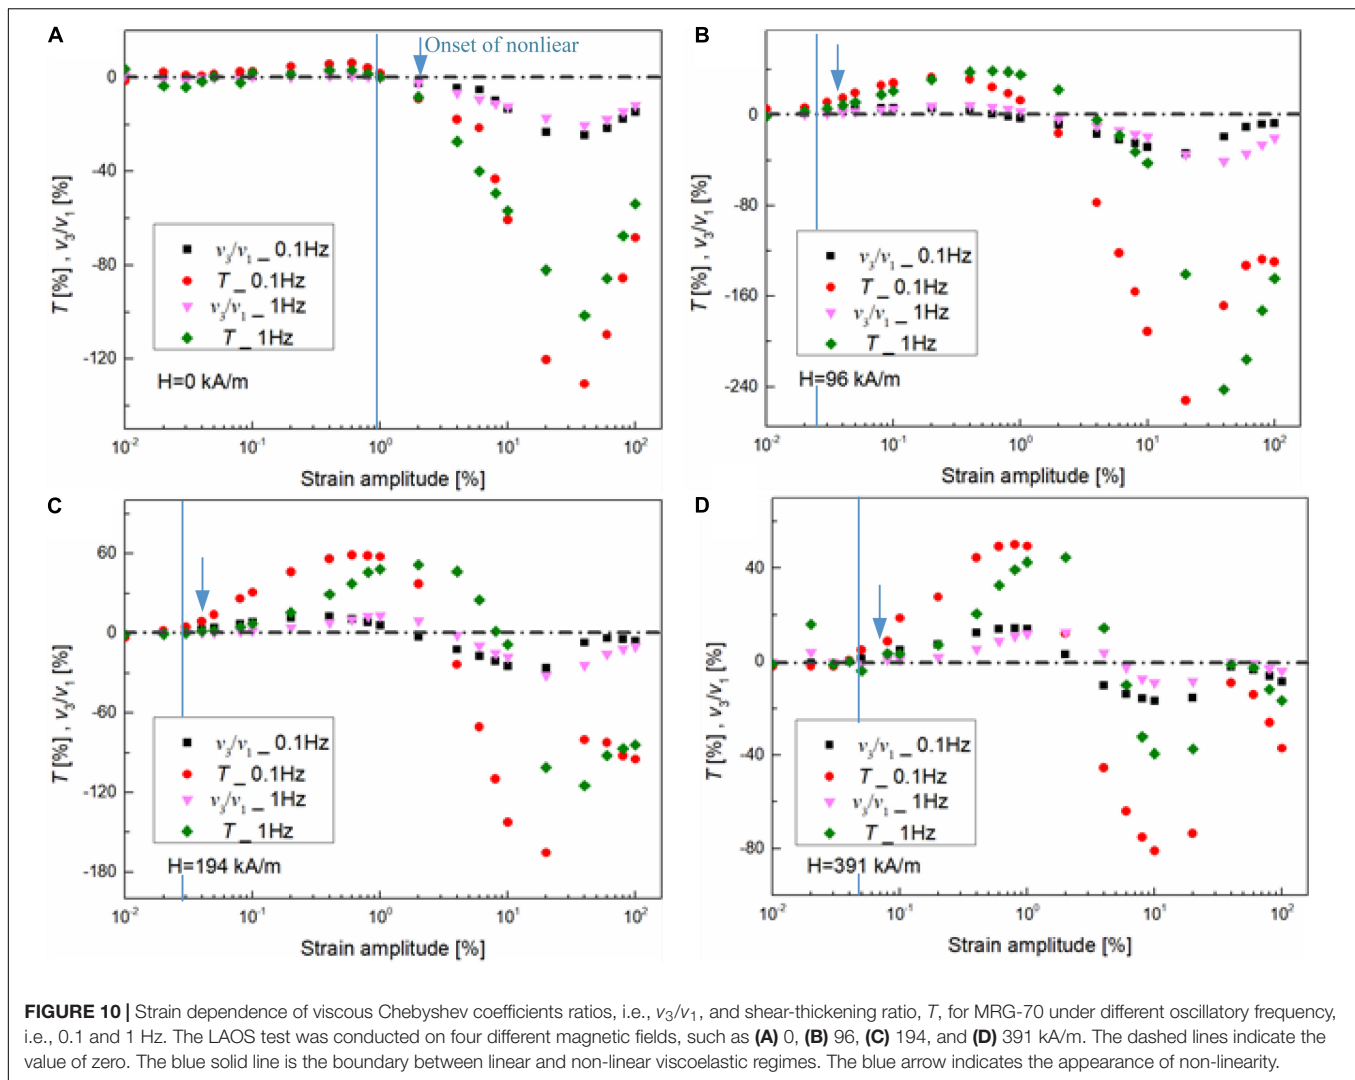 A
Onset of nonliear
0
-40
-80
-120
T [%] , v₃/v₁ [%]
v₃/v₁ _ 0.1Hz
T _ 0.1Hz
v₃/v₁ _ 1Hz
T _ 1Hz
H=0 kA/m
10⁻² 10⁻¹ 10⁰ 10¹ 10²
Strain amplitude [%]
B
0
-80
-160
-240
T [%] , v₃/v₁ [%]
v₃/v₁ _ 0.1Hz
T _ 0.1Hz
v₃/v₁ _ 1Hz
T _ 1Hz
H=96 kA/m
10⁻² 10⁻¹ 10⁰ 10¹ 10²
Strain amplitude [%]
C
60
0
-60
-120
-180
T [%] , v₃/v₁ [%]
v₃/v₁ _ 0.1Hz
T _ 0.1Hz
v₃/v₁ _ 1Hz
T _ 1Hz
H=194 kA/m
10⁻² 10⁻¹ 10⁰ 10¹ 10²
Strain amplitude [%]
D
40
0
-40
-80
T [%] , v₃/v₁ [%]
v₃/v₁ _ 0.1Hz
T _ 0.1Hz
v₃/v₁ _ 1Hz
T _ 1Hz
H=391 kA/m
10⁻² 10⁻¹ 10⁰ 10¹ 10²
Strain amplitude [%]
FIGURE 10 | Strain dependence of viscous Chebyshev coefficients ratios, i.e., v₃/v₁, and shear-thickening ratio, T, for MRG-70 under different oscillatory frequency,
i.e., 0.1 and 1 Hz. The LAOS test was conducted on four different magnetic fields, such as (A) 0, (B) 96, (C) 194, and (D) 391 kA/m. The dashed lines indicate the
value of zero. The blue solid line is the boundary between linear and non-linear viscoelastic regimes. The blue arrow indicates the appearance of non-linearity.